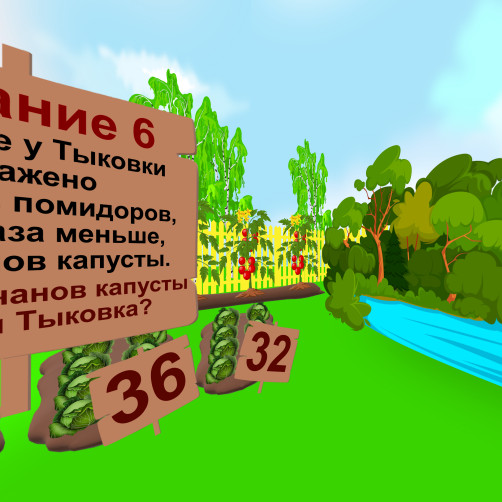 ание 6
е у Тыковки
ажено
помидоров,
аза меньше,
ов капусты.
чанов капусты
Тыковка?
36
32